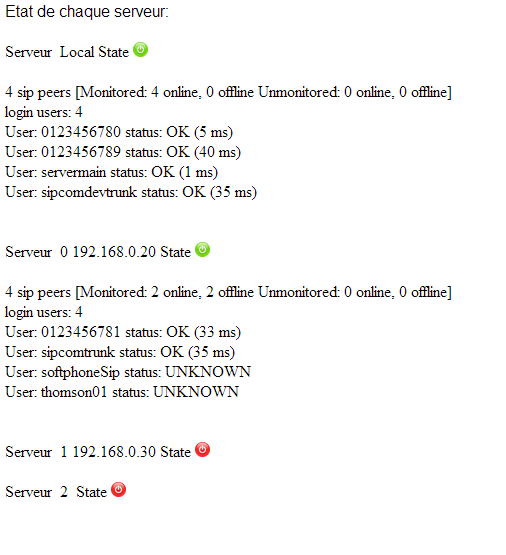 Etat de chaque serveur:
Serveur Local State
4 sip peers [Monitored: 4 online, 0 offline Unmonitored: 0 online, 0 offline]
login users: 4
User: 0123456780 status: OK (5 ms)
User: 0123456789 status: OK (40 ms)
User: servermain status: OK (1 ms)
User: sipcomdevtrunk status: OK (35 ms)
Serveur 0 192.168.0.20 State
4 sip peers [Monitored: 2 online, 2 offline Unmonitored: 0 online, 0 offline]
login users: 4
User: 0123456781 status: OK (33 ms)
User: sipcomtrunk status: OK (35 ms)
User: softphoneSip status: UNKNOWN
User: thomson01 status: UNKNOWN
Serveur 1 192.168.0.30 State
Serveur 2 State